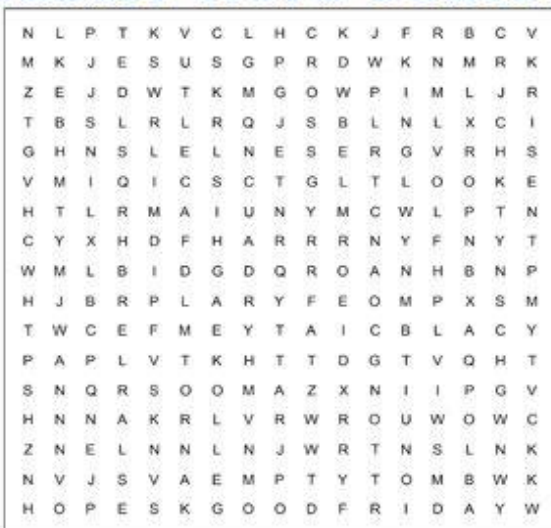 N L P T K V C L H C K J F R B C V
M K J E S U S G P R D W K N M R K
Z E J D W T K M G O W P I M L J R
T B S L R L R Q J S B L N L X C I
G H N S L E L N E S E R G V R H S
V M I Q I C S C T G L T L O O K E
H T L R M A I U N Y M C W L P T N
C Y X H D F H A R R R N Y F N Y T
W M L B I D G D Q R O A N H B N P
H J B R P L A R Y F E O M P X S M
T W C E F M E Y T A I C B L A C Y
P A P L V T K H T T D G T V Q H T
S N Q R S O O M A Z X N I I P G V
H N N A K R L V R W R O U W O W C
Z N E L N N L N J W R T N S L N K
N V J S V A E M P T Y T O M B W K
H O P E S K G O O D F R I D A Y W